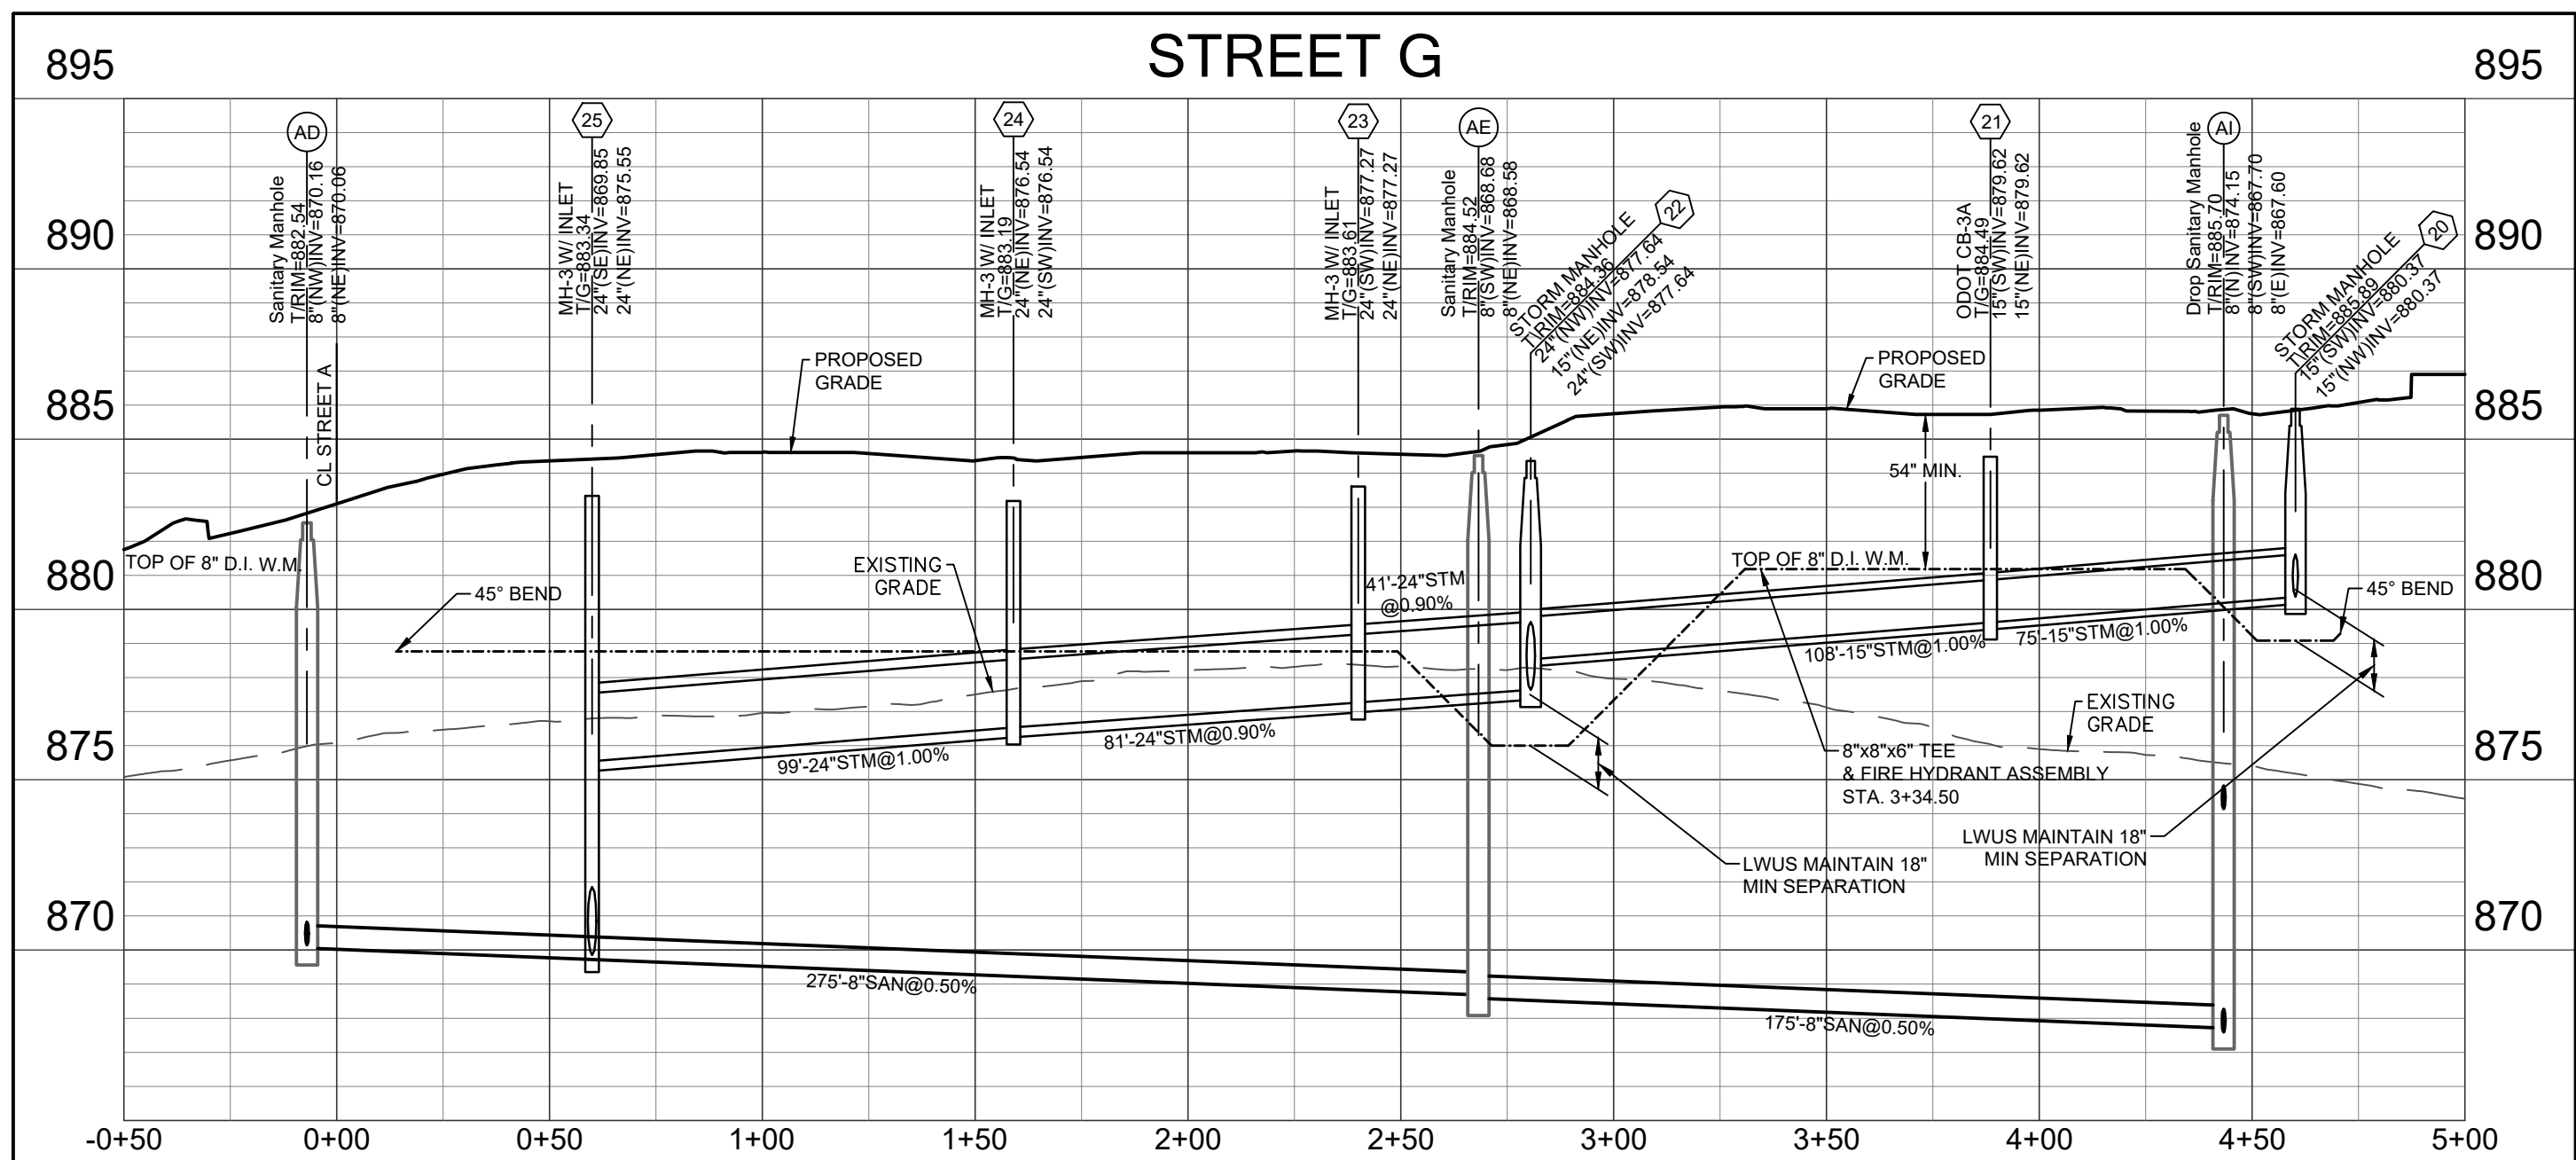 STREET G
895
895
890
890
885
885
880
880
875
875
870
870
AD
Sanitary Manhole
T/RIM=882.54
8"(NW)INV=870.16
8"(NE)INV=870.06
CL STREET A
25
MH-3 W/ INLET
T/G=883.34
24"(SE)INV=869.85
24"(NE)INV=875.55
24
MH-3 W/ INLET
T/G=883.19
24"(NE)INV=876.54
24"(SW)INV=876.54
23
MH-3 W/ INLET
T/G=883.61
24"(SW)INV=877.27
24"(NE)INV=877.27
AE
Sanitary Manhole
T/RIM=884.52
8"(SW)INV=868.68
8"(NE)INV=868.58
22
STORM MANHOLE
T\RIM=884.36
24"(NW)INV=877.64
15"(NE)INV=878.54
24"(SW)INV=877.64
21
ODOT CB-3A
T/G=884.49
15"(SW)INV=879.62
15"(NE)INV=879.62
AI
Drop Sanitary Manhole
T/RIM=885.70
8"(N)INV=874.15
8"(SW)INV=867.70
8"(E)INV=867.60
20
STORM MANHOLE
T\RIM=885.89
15"(SW)INV=880.37
15"(NW)INV=880.37
PROPOSED
GRADE
PROPOSED
GRADE
54" MIN.
TOP OF 8" D.I. W.M.
45° BEND
EXISTING
GRADE
41'-24"STM
@0.90%
TOP OF 8" D.I. W.M.
45° BEND
108'-15"STM@1.00%
75'-15"STM@1.00%
99'-24"STM@1.00%
81'-24"STM@0.90%
EXISTING
GRADE
8"x8"x6" TEE
& FIRE HYDRANT ASSEMBLY
STA. 3+34.50
LWUS MAINTAIN 18"
MIN SEPARATION
LWUS MAINTAIN 18"
MIN SEPARATION
275'-8"SAN@0.50%
175'-8"SAN@0.50%
-0+50
0+00
0+50
1+00
1+50
2+00
2+50
3+00
3+50
4+00
4+50
5+00